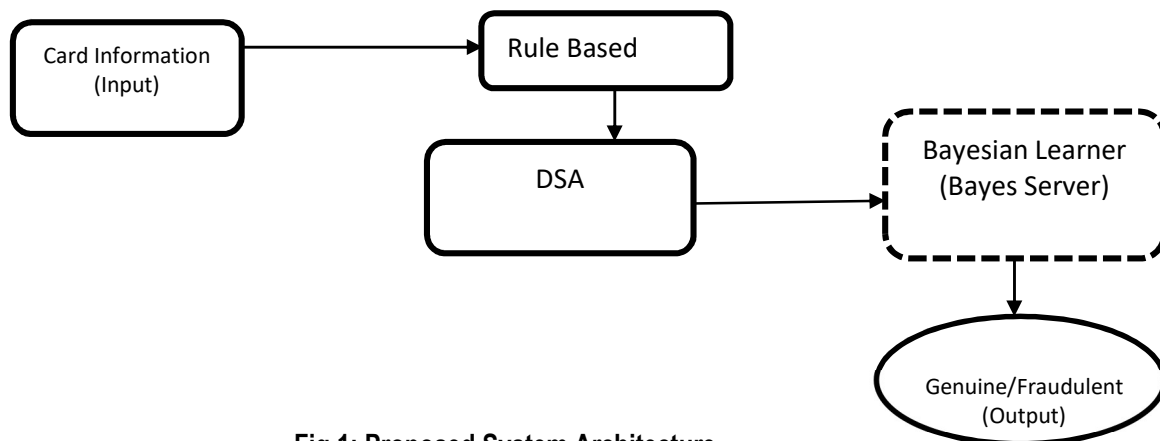 Card Information
(Input)
Rule Based
DSA
Bayesian Learner
(Bayes Server)
Genuine/Fraudulent
(Output)
Fig 1: Proposed System Architecture